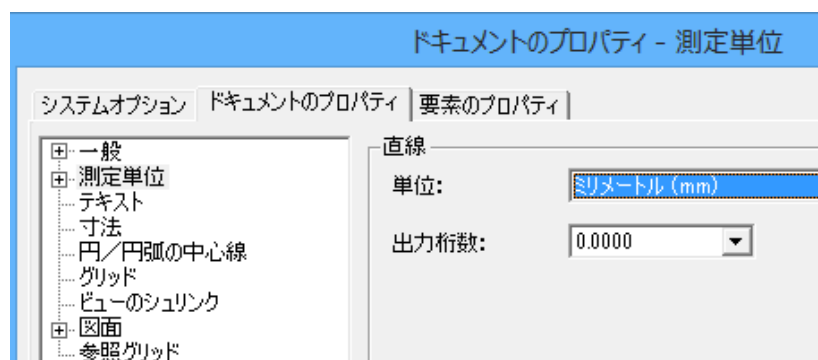 ドキュメントのプロパティ - 測定単位
システムオプション ドキュメントのプロパティ 要素のプロパティ
一般
測定単位
テキスト
寸法
円／円弧の中心線
グリッド
ビューのシュリンク
図面
参照グリッド
直線
単位: ミリメートル (mm)
出力桁数: 0.0000